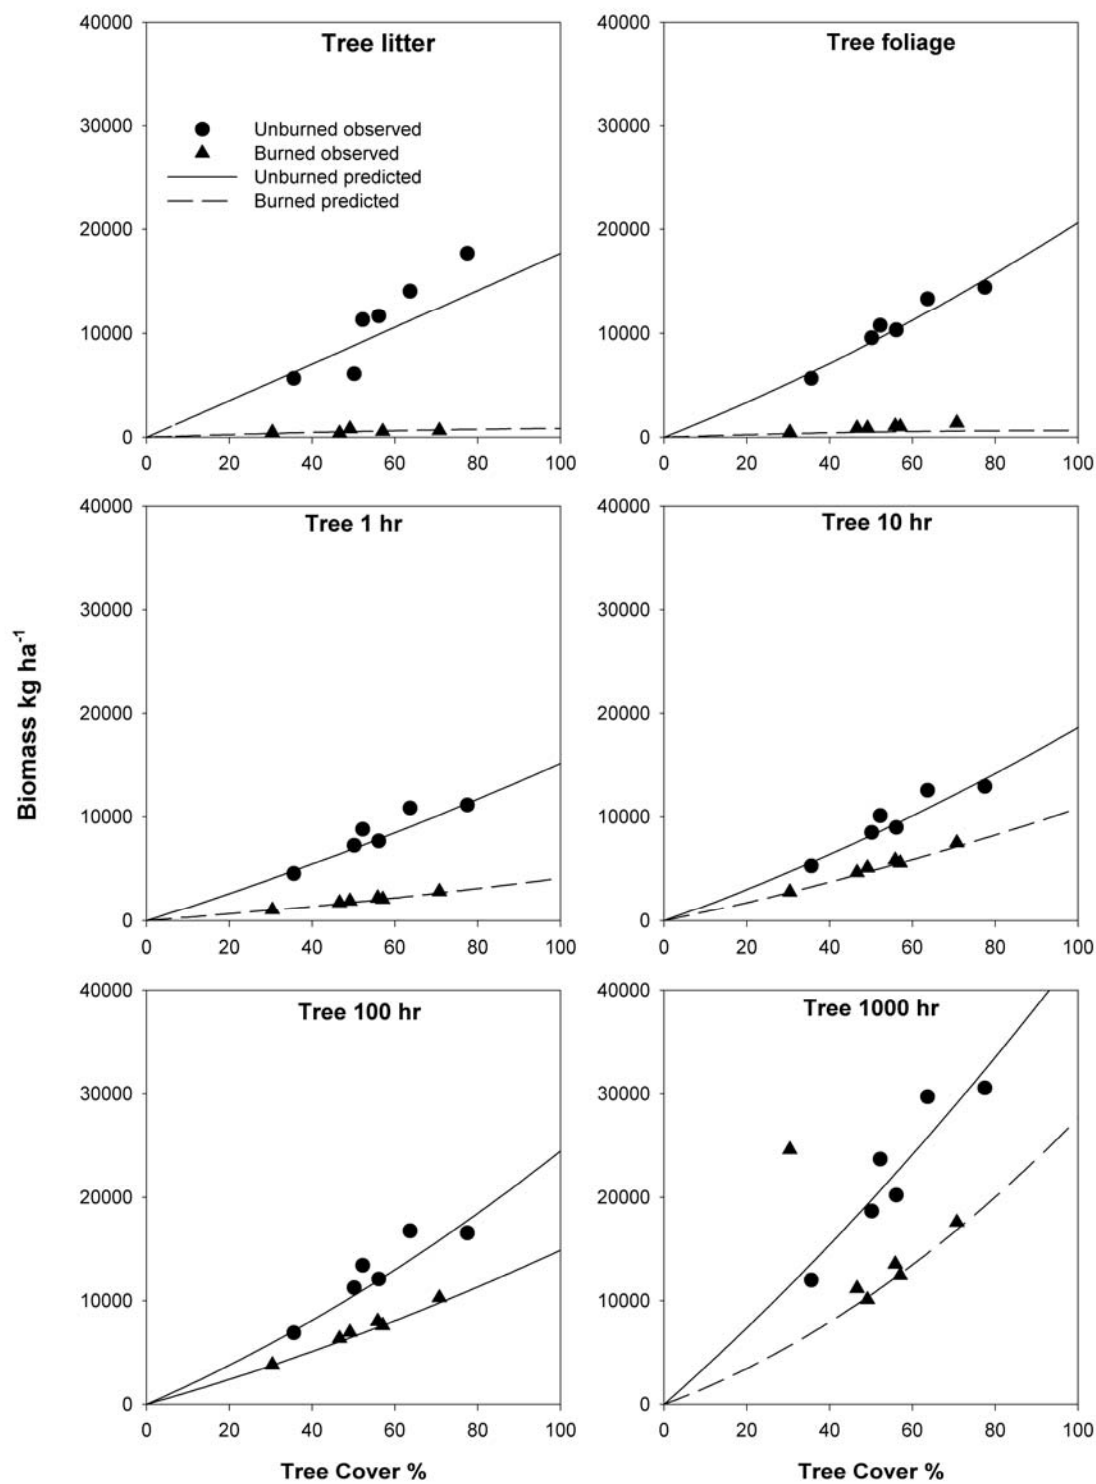 Biomass kg ha-1
Tree litter
40000
30000
20000
10000
0
Unburned observed
Burned observed
Unburned predicted
Burned predicted
0 20 40 60 80 100
Tree foliage
40000
30000
20000
10000
0
0 20 40 60 80 100
Tree 1 hr
40000
30000
20000
10000
0
0 20 40 60 80 100
Tree 10 hr
40000
30000
20000
10000
0
0 20 40 60 80 100
Tree 100 hr
40000
30000
20000
10000
0
0 20 40 60 80 100
Tree Cover %
Tree 1000 hr
40000
30000
20000
10000
0
0 20 40 60 80 100
Tree Cover %